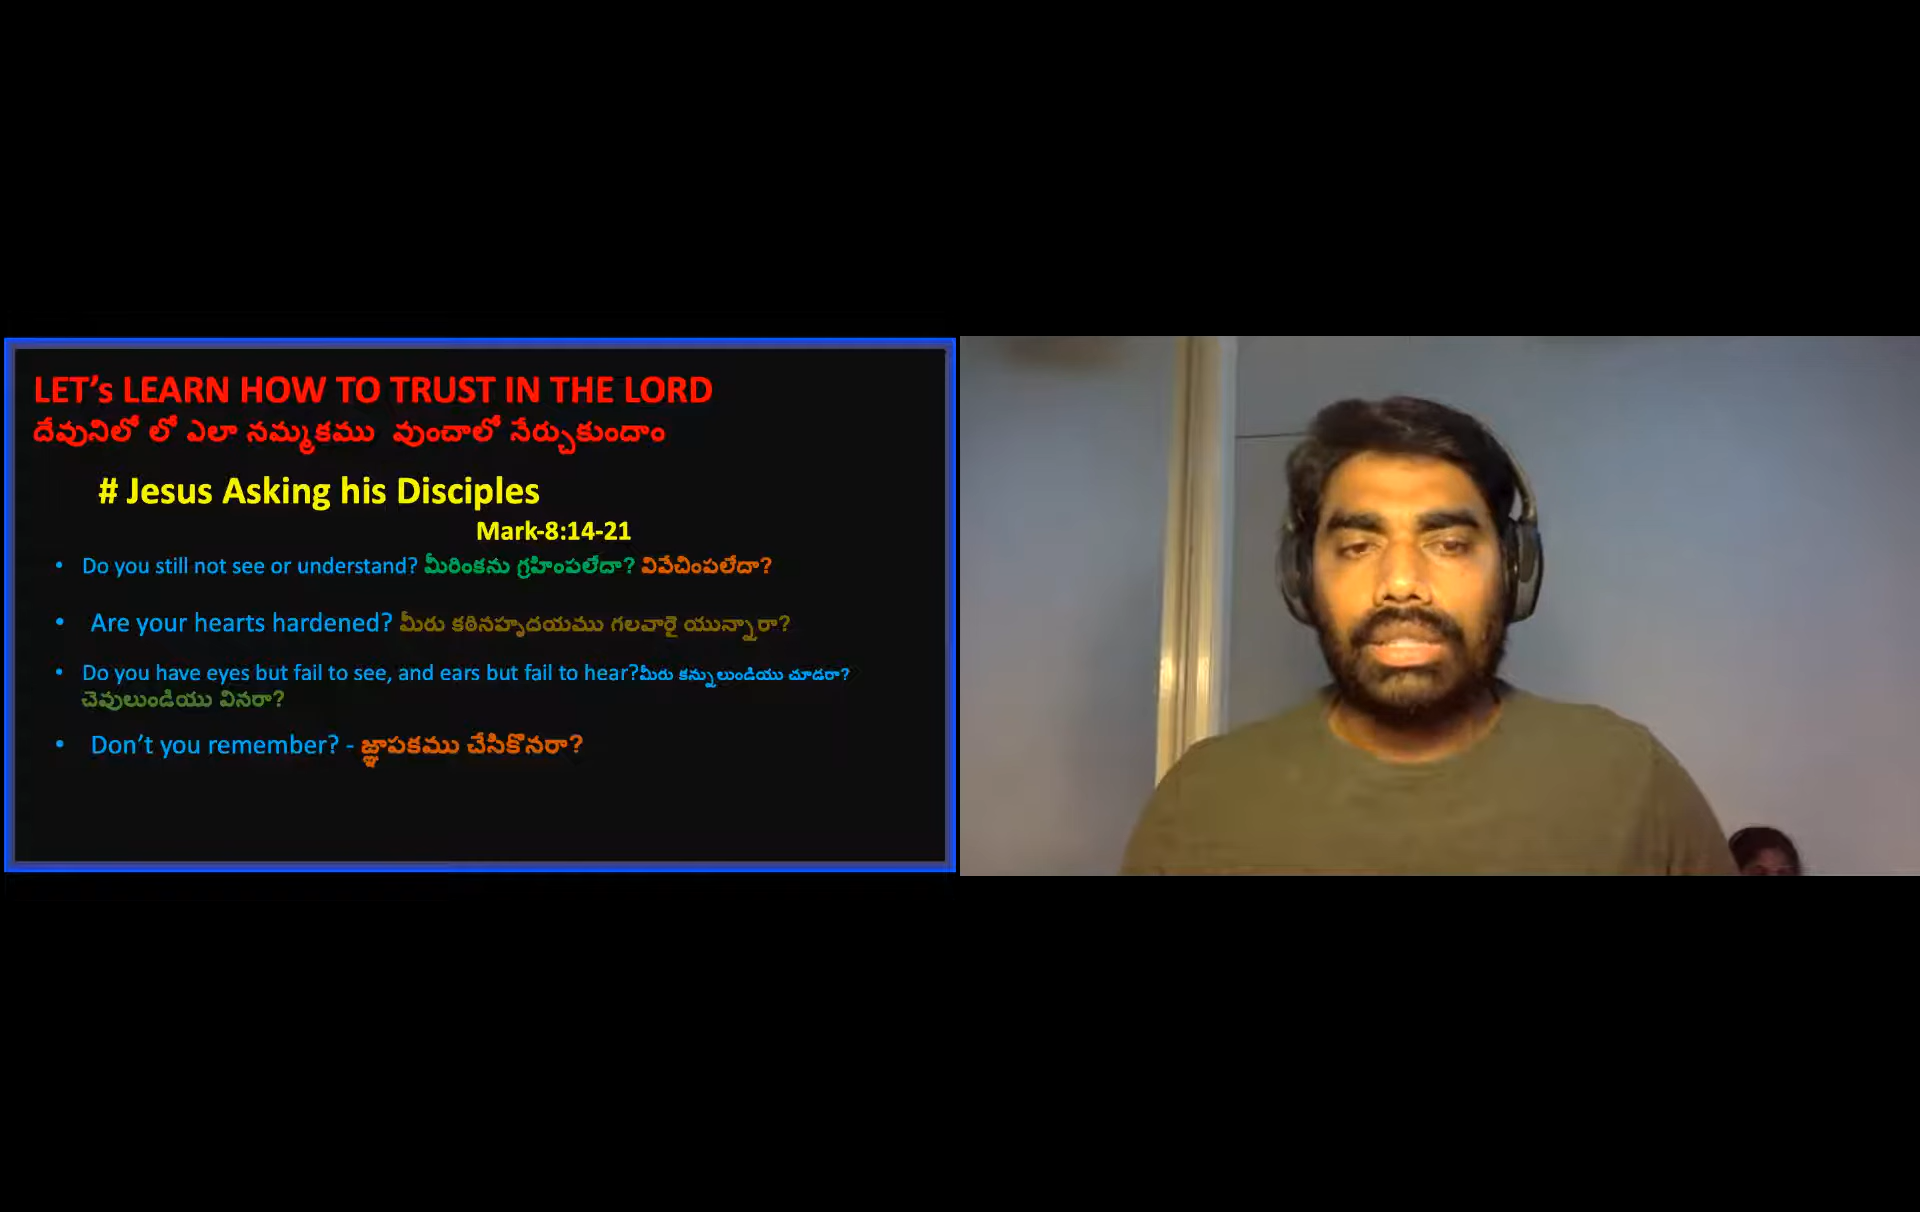 LET’s LEARN HOW TO TRUST IN THE LORD
దేవునిలో లో ఎలా నమ్మకము వుంచాలో నేర్చుకుందాం
# Jesus Asking his Disciples
Mark-8:14-21
• Do you still not see or understand? మీరింకను గ్రహింపలేదా? వివేచింపలేదా?
• Are your hearts hardened? మీరు కఠినహృదయము గలవారై యున్నారా?
• Do you have eyes but fail to see, and ears but fail to hear?మీరు కన్నులుండియు చూడరా?
చెవులుండియు వినరా?
• Don’t you remember? - జ్ఞాపకము చేసికొనరా?